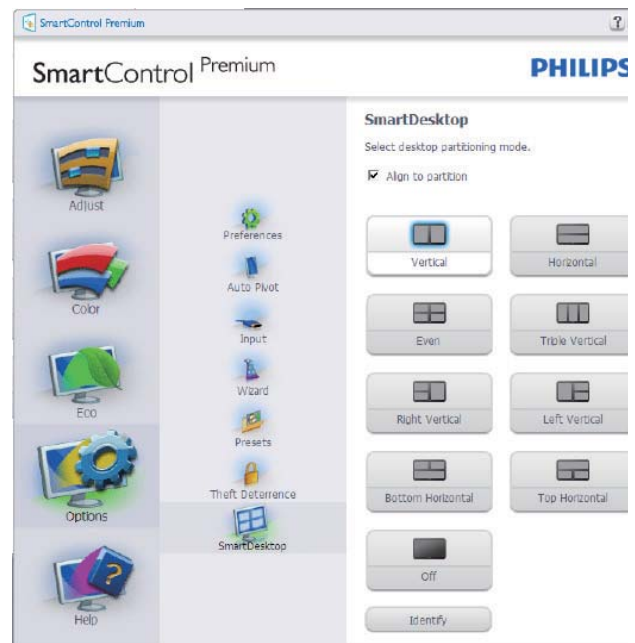 SmartControl Premium
?
SmartControl Premium
PHILIPS
Adjust
Color
Eco
Options
Help
?
Preferences
Auto Pivot
Input
Wizard
Presets
Theft Deterrence
SmartDesktop
SmartDesktop
Select desktop partitioning mode.
Align to partition
Vertical
Horizontal
Even
Triple Vertical
Right Vertical
Left Vertical
Bottom Horizontal
Top Horizontal
Off
Identify